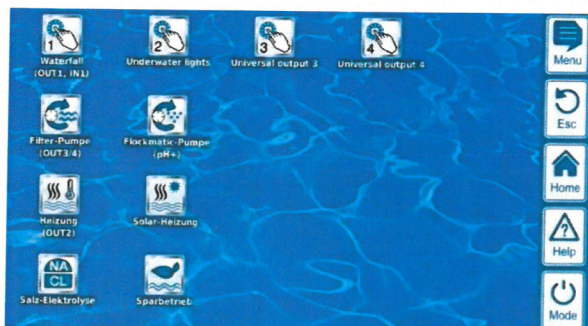 1
2
3
4
Waterfall
(OUT1, IN1)
Underwater lights
Universal output 3
Universal output 4
Filter-Pumpe
(OUT3/4)
Flockmatic-Pumpe
(pH+)
Heizung
(OUT2)
Solar-Heizung
NA
CL
Salz-Elektrolyse
Sparbetrieb
Menu
Esc
Home
?
Help
Mode